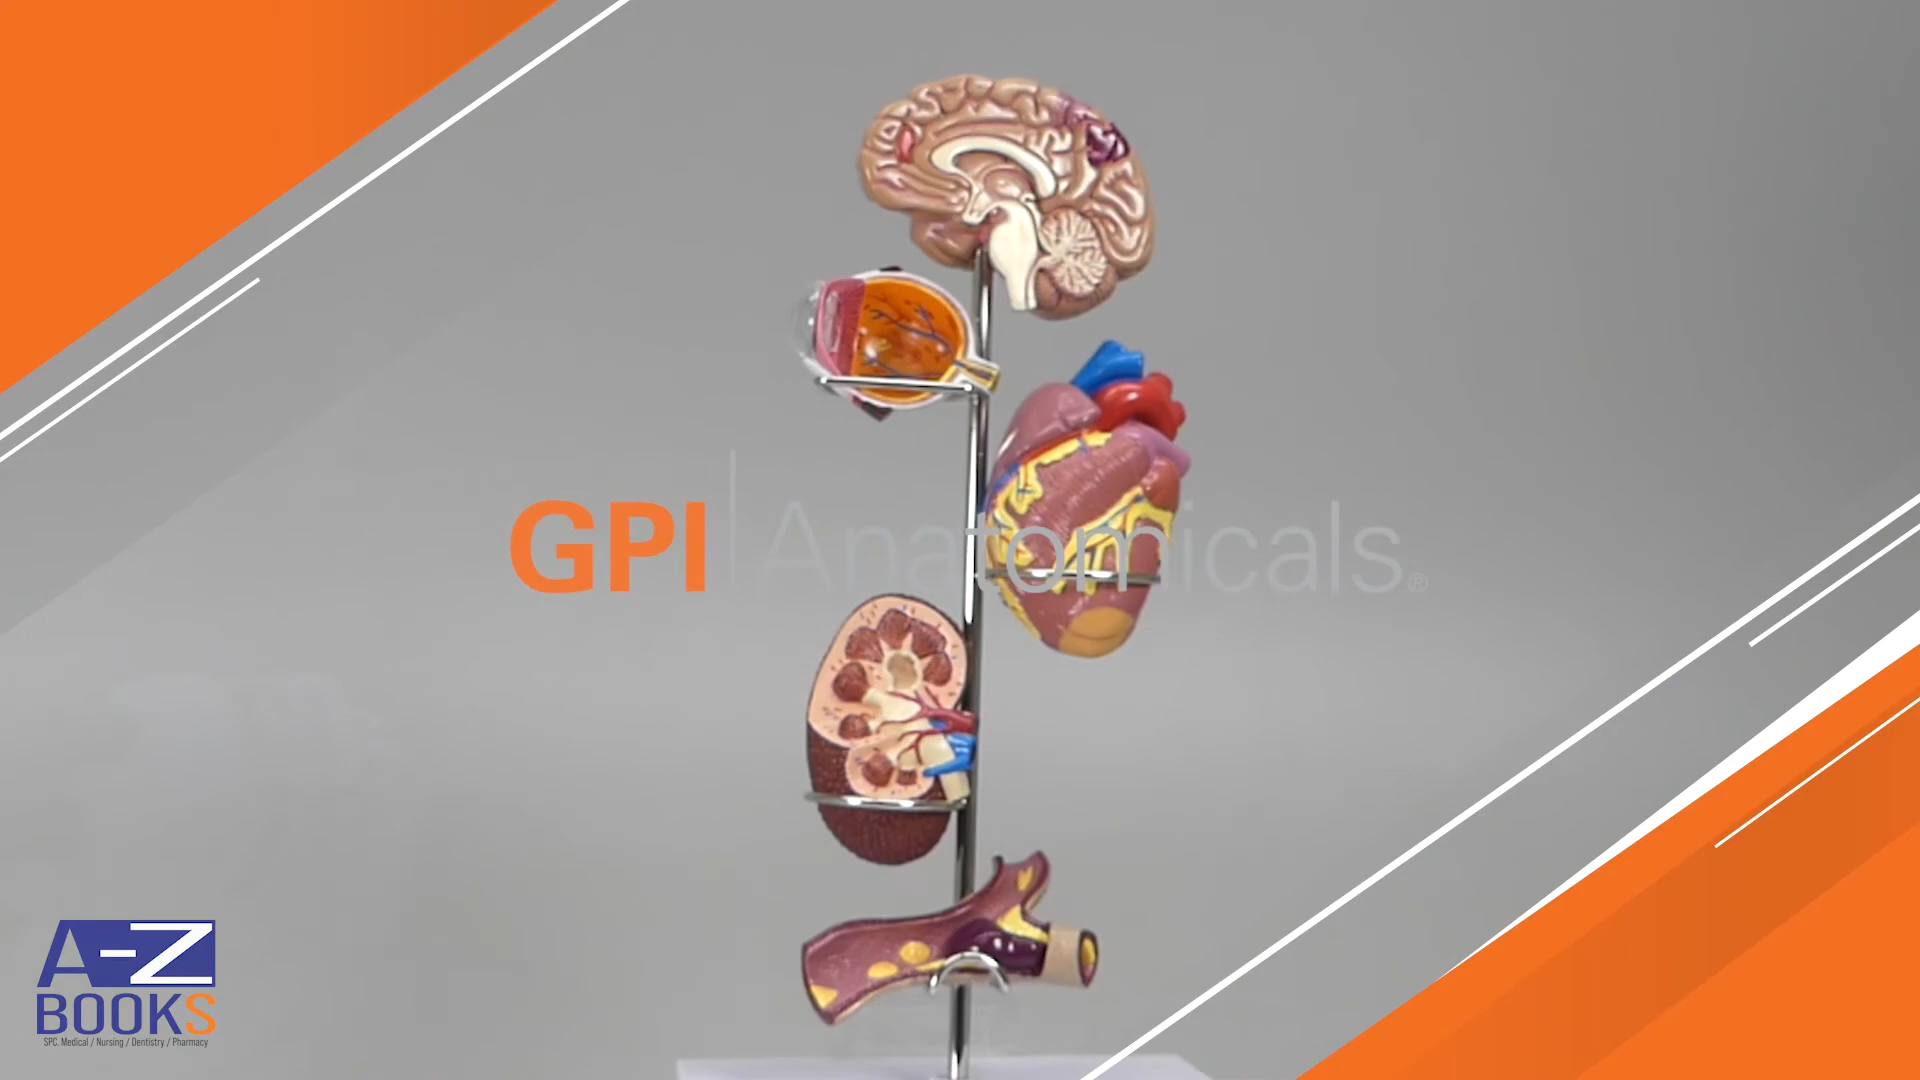 GPI Anatomicals®
A-Z
BOOKS
SPC. Medical / Nursing / Dentistry / Pharmacy